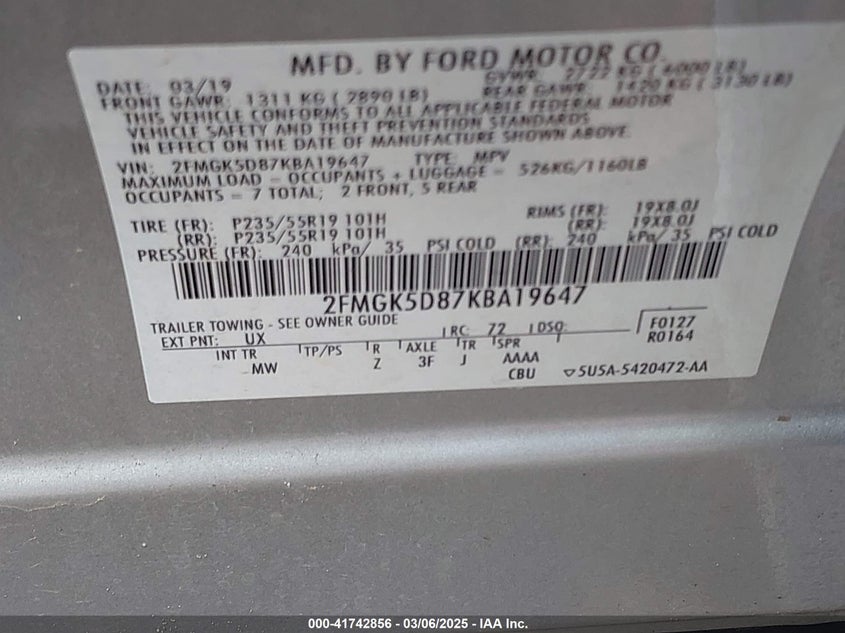 MFD. BY FORD MOTOR CO.
DATE: 03/19 GVWR: 2722 KG ( 6000 LB)
FRONT GAWR: 1311 KG ( 2890 LB) REAR GAWR: 1420 KG ( 3130 LB)
THIS VEHICLE CONFORMS TO ALL APPLICABLE FEDERAL MOTOR
VEHICLE SAFETY AND THEFT PREVENTION STANDARDS
IN EFFECT ON THE DATE OF MANUFACTURE SHOWN ABOVE.
VIN: 2FMGK5D87KBA19647 TYPE: MPV
MAXIMUM LOAD - OCCUPANTS + LUGGAGE - 526KG/1160LB
OCCUPANTS = 7 TOTAL; 2 FRONT, 5 REAR
TIRE (FR): P235/55R19 101H RIMS (FR): 19X8.0J
(RR): P235/55R19 101H (RR): 19X8.0J
PRESSURE (FR): 240 kPa/ 35 PSI COLD (RR): 240 kPa/ 35 PSI COLD
2FMGK5D87KBA19647
TRAILER TOWING - SEE OWNER GUIDE
EXT PNT: UX RC: 72 DSO: F0127
R0164
INT TR TP/PS R AXLE TR SPR
MW Z 3F J AAAA
CBU 5U5A-5420472-AA
000-41742856 - 03/06/2025 - IAA Inc.